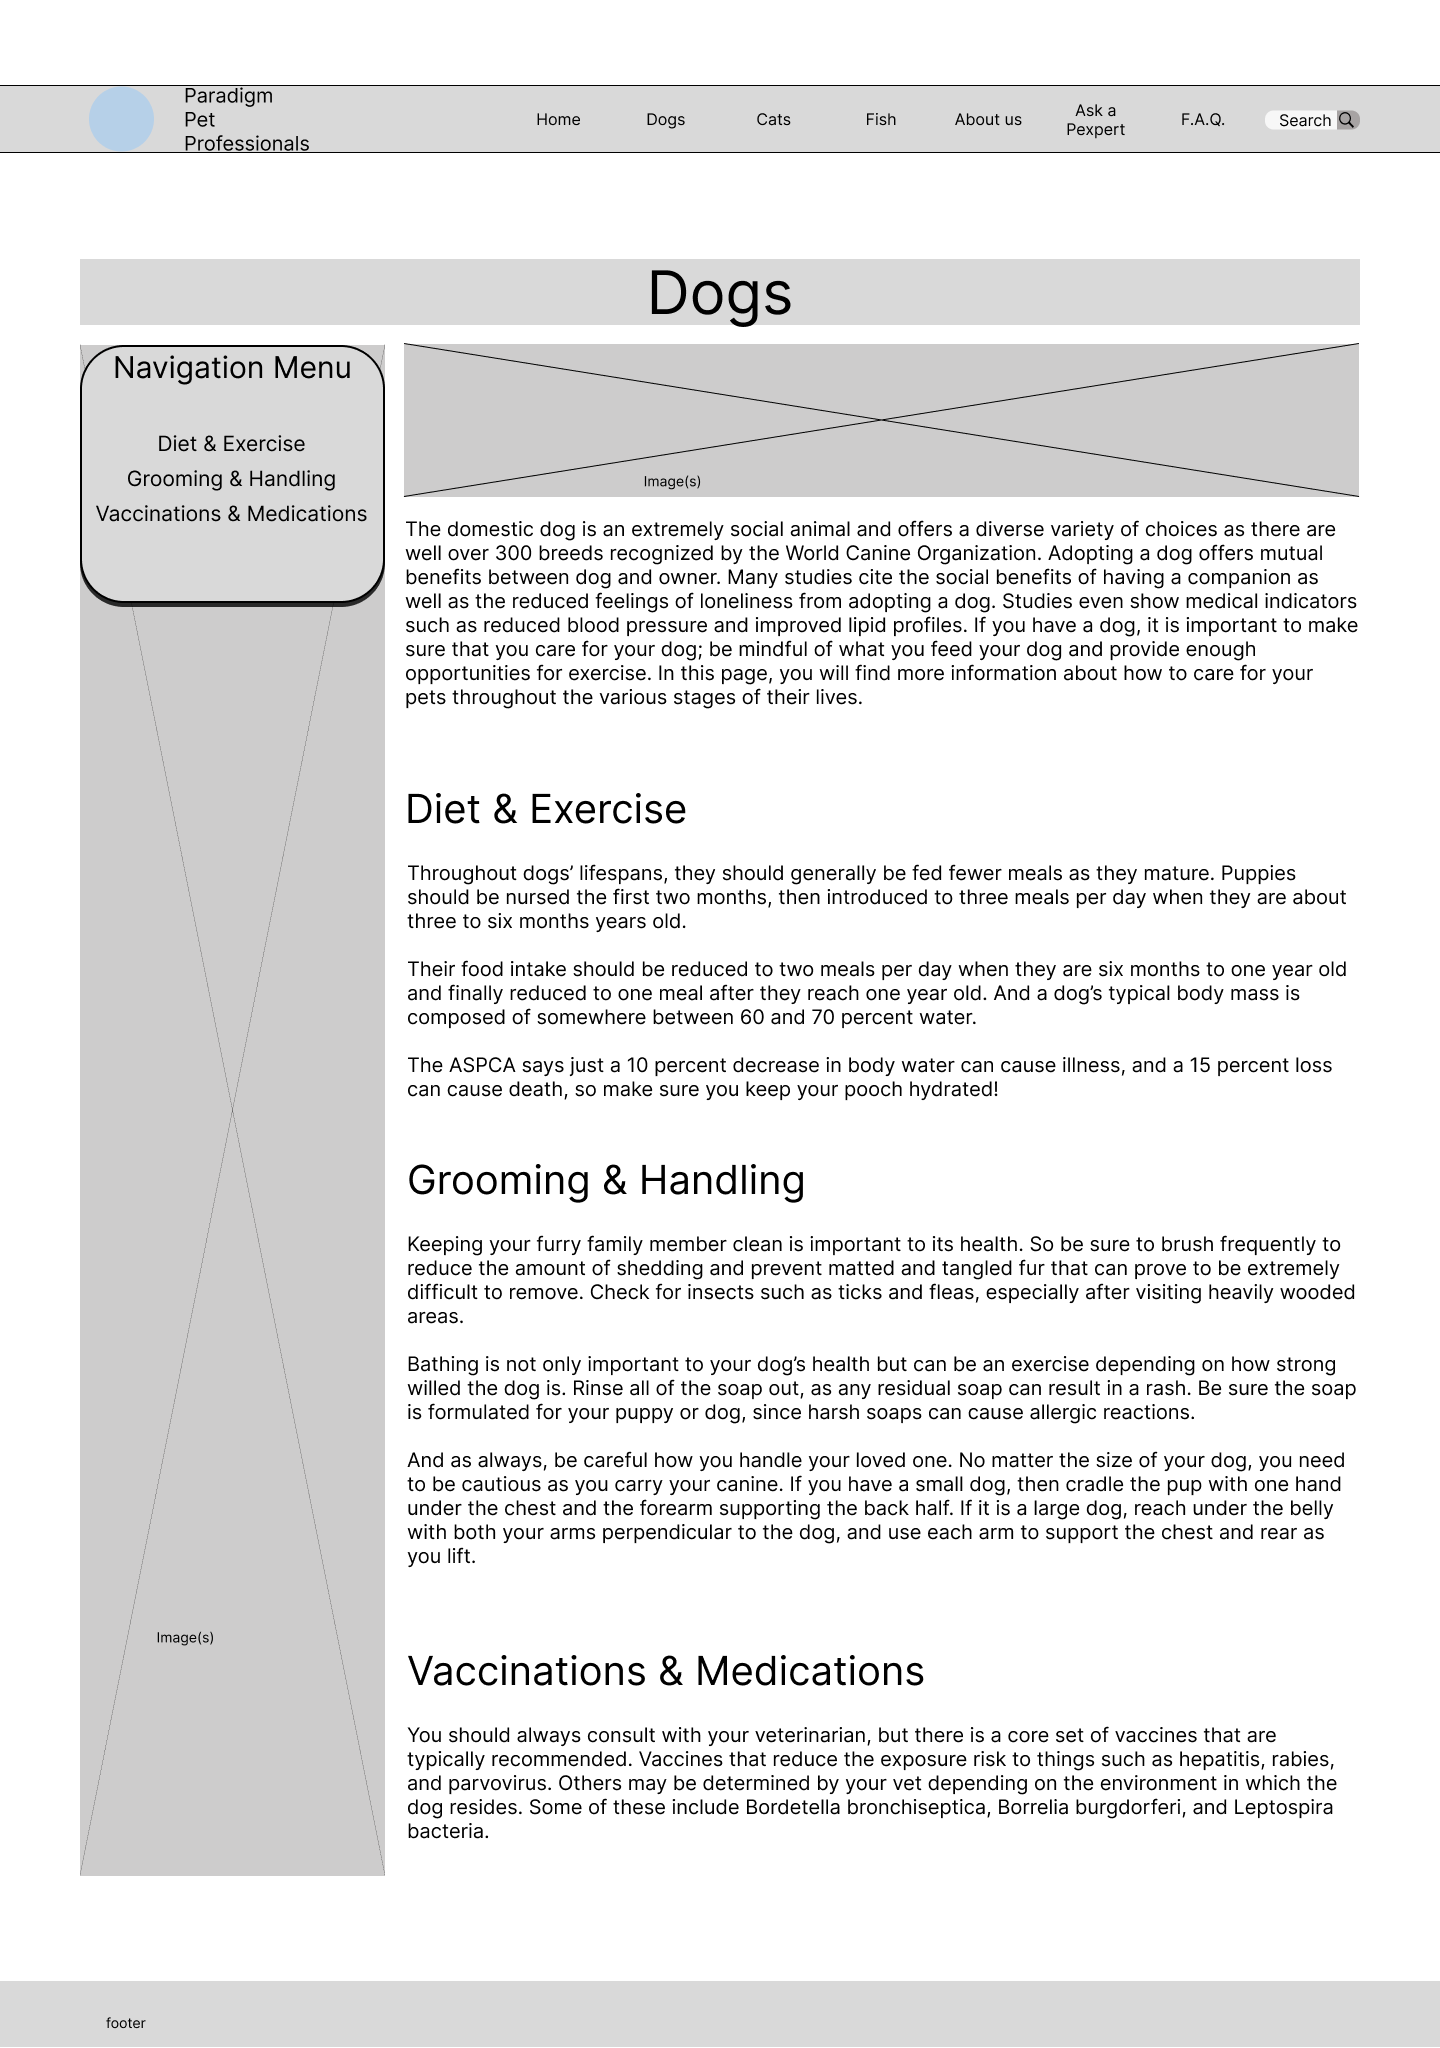 Paradigm
Pet
Professionals
Home
Dogs
Cats
Fish
About us
Ask a
Pexpert
F.A.Q.
Search
Dogs
Navigation Menu
Diet & Exercise
Grooming & Handling
Vaccinations & Medications
Image(s)
The domestic dog is an extremely social animal and offers a diverse variety of choices as there are
well over 300 breeds recognized by the World Canine Organization. Adopting a dog offers mutual
benefits between dog and owner. Many studies cite the social benefits of having a companion as
well as the reduced feelings of loneliness from adopting a dog. Studies even show medical indicators
such as reduced blood pressure and improved lipid profiles. If you have a dog, it is important to make
sure that you care for your dog; be mindful of what you feed your dog and provide enough
opportunities for exercise. In this page, you will find more information about how to care for your
pets throughout the various stages of their lives.
Diet & Exercise
Throughout dogs’ lifespans, they should generally be fed fewer meals as they mature. Puppies
should be nursed the first two months, then introduced to three meals per day when they are about
three to six months years old.
Their food intake should be reduced to two meals per day when they are six months to one year old
and finally reduced to one meal after they reach one year old. And a dog’s typical body mass is
composed of somewhere between 60 and 70 percent water.
The ASPCA says just a 10 percent decrease in body water can cause illness, and a 15 percent loss
can cause death, so make sure you keep your pooch hydrated!
Grooming & Handling
Keeping your furry family member clean is important to its health. So be sure to brush frequently to
reduce the amount of shedding and prevent matted and tangled fur that can prove to be extremely
difficult to remove. Check for insects such as ticks and fleas, especially after visiting heavily wooded
areas.
Bathing is not only important to your dog’s health but can be an exercise depending on how strong
willed the dog is. Rinse all of the soap out, as any residual soap can result in a rash. Be sure the soap
is formulated for your puppy or dog, since harsh soaps can cause allergic reactions.
And as always, be careful how you handle your loved one. No matter the size of your dog, you need
to be cautious as you carry your canine. If you have a small dog, then cradle the pup with one hand
under the chest and the forearm supporting the back half. If it is a large dog, reach under the belly
with both your arms perpendicular to the dog, and use each arm to support the chest and rear as
you lift.
Image(s)
Vaccinations & Medications
You should always consult with your veterinarian, but there is a core set of vaccines that are
typically recommended. Vaccines that reduce the exposure risk to things such as hepatitis, rabies,
and parvovirus. Others may be determined by your vet depending on the environment in which the
dog resides. Some of these include Bordetella bronchiseptica, Borrelia burgdorferi, and Leptospira
bacteria.
footer